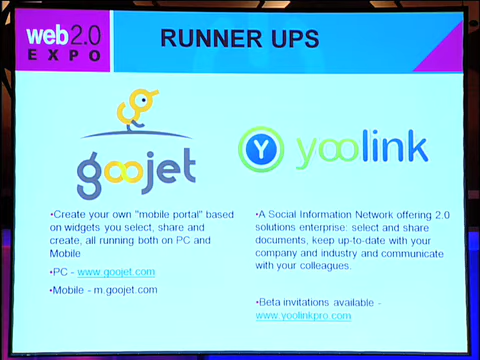 web2.0
EXPO
RUNNER UPS
goojet
Y yoolink
•Create your own "mobile portal" based
on widgets you select, share and
create, all running both on PC and
Mobile
•PC - www.goojet.com
•Mobile - m.goojet.com
•A Social Information Network offering 2.0
solutions enterprise: select and share
documents, keep up-to-date with your
company and industry and communicate
with your colleagues.
•Beta invitations available -
www.yoolinkpro.com